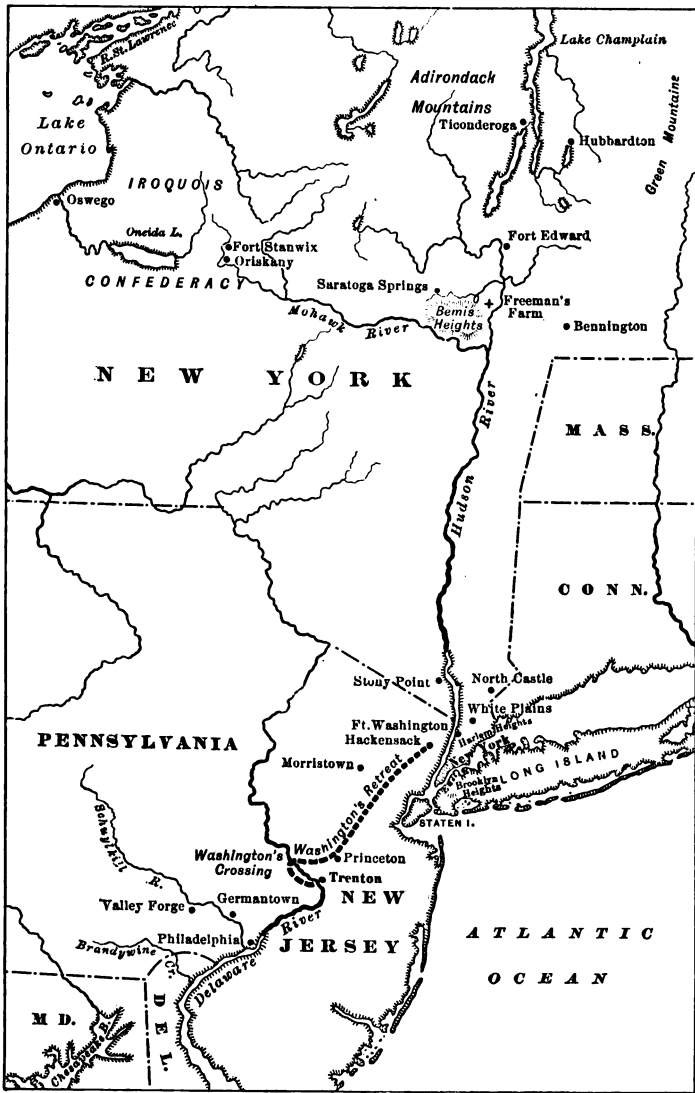 R. St. Lawrence
Lake Champlain
Adirondack
Mountains
Lake
Ontario
Ticonderoga
Hubbardton
Green Mountains
IROQUOIS
Oswego
Oneida L.
Fort Stanwix
Oriskany
Fort Edward
CONFEDERACY
Saratoga Springs
Freeman's
Farm
Bemis
Heights
Mohawk River
Bennington
NEW YORK
Hudson River
MASS.
CONN.
Stony Point
North Castle
White Plains
Ft. Washington
Harlem Heights
Hackensack
New York
PENNSYLVANIA
Morristown
LONG ISLAND
Brooklyn
Heights
STATEN I.
Washington's Retreat
Washington's
Crossing
Princeton
Trenton
Schuylkill
R.
Valley Forge
Germantown
NEW
JERSEY
Philadelphia
Delaware River
Brandywine Cr.
ATLANTIC
OCEAN
MD.
DEL.
Chesapeake B.